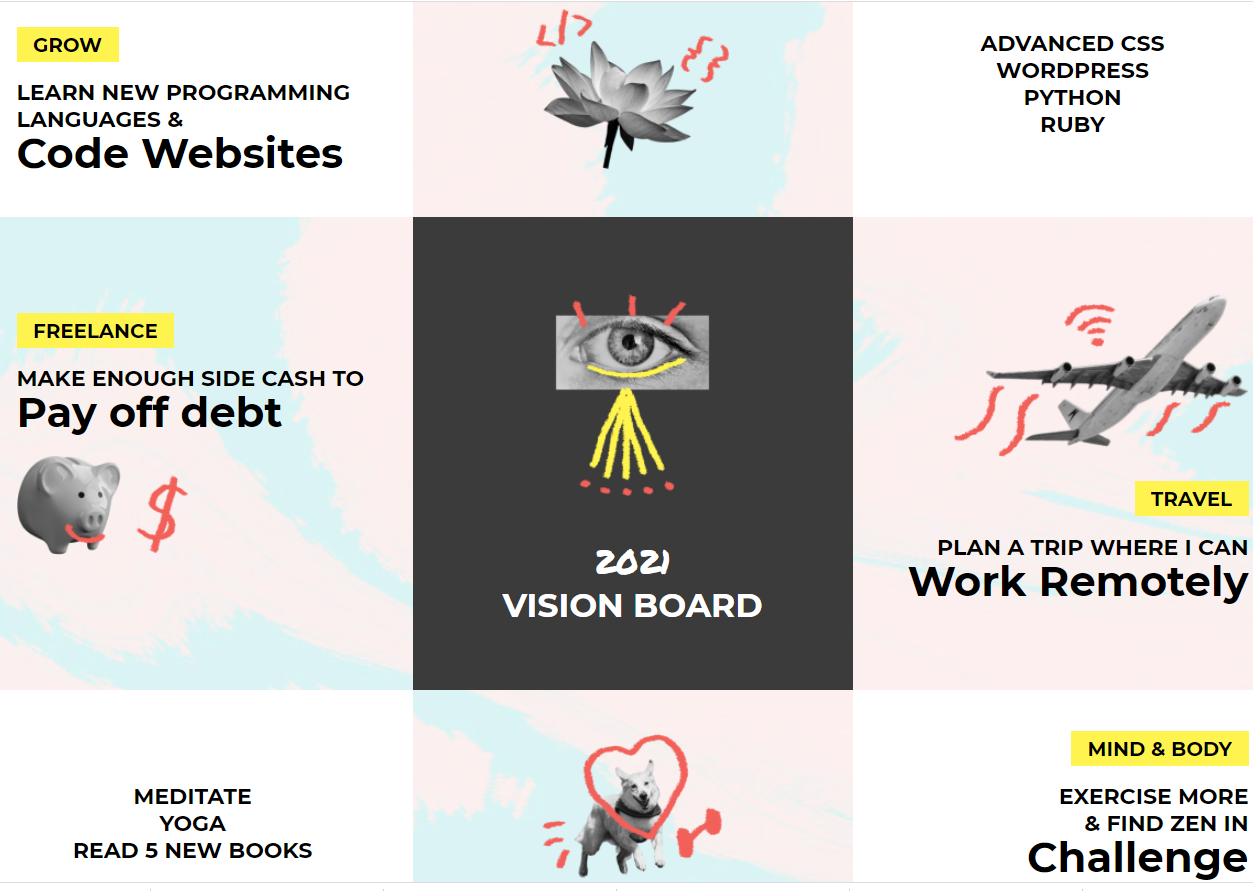 GROW
LEARN NEW PROGRAMMING
LANGUAGES &
Code Websites
</>
{ }
ADVANCED CSS
WORDPRESS
PYTHON
RUBY
FREELANCE
MAKE ENOUGH SIDE CASH TO
Pay off debt
$
2021
VISION BOARD
TRAVEL
PLAN A TRIP WHERE I CAN
Work Remotely
MEDITATE
YOGA
READ 5 NEW BOOKS
MIND & BODY
EXERCISE MORE
& FIND ZEN IN
Challenge